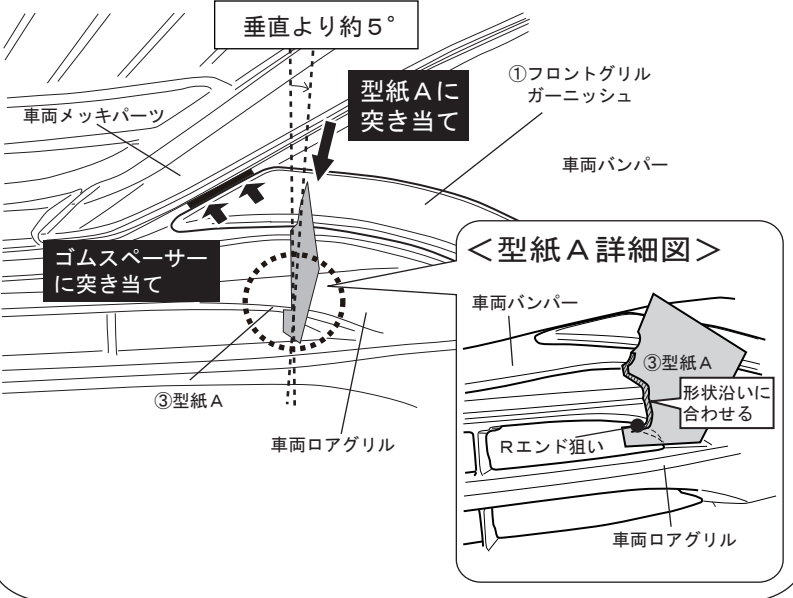 垂直より約5°
型紙Aに
突き当て
①フロントグリル
ガーニッシュ
車両メッキパーツ
車両バンパー
ゴムスペーサー
に突き当て
③型紙A
車両ロアグリル
＜型紙A詳細図＞
車両バンパー
③型紙A
形状沿いに
合わせる
Rエンド狙い
車両ロアグリル